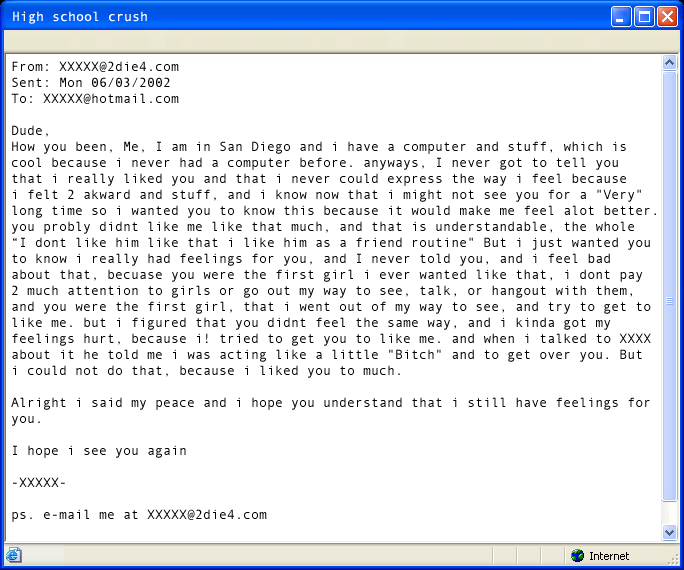 High school crush
From: XXXXX@2die4.com
Sent: Mon 06/03/2002
To: XXXXX@hotmail.com
Dude,
How you been, Me, I am in San Diego and i have a computer and stuff, which is
cool because i never had a computer before. anyways, I never got to tell you
that i really liked you and that i never could express the way i feel because
i felt 2 akward and stuff, and i know now that i might not see you for a "Very"
long time so i wanted you to know this because it would make me feel alot better.
you probly didnt like me like that much, and that is understandable, the whole
“I dont like him like that i like him as a friend routine" But i just wanted you
to know i really had feelings for you, and I never told you, and i feel bad
about that, becuase you were the first girl i ever wanted like that, i dont pay
2 much attention to girls or go out my way to see, talk, or hangout with them,
and you were the first girl, that i went out of my way to see, and try to get to
like me. but i figured that you didnt feel the same way, and i kinda got my
feelings hurt, because i! tried to get you to like me. and when i talked to XXXX
about it he told me i was acting like a little "Bitch" and to get over you. But
i could not do that, because i liked you to much.
Alright i said my peace and i hope you understand that i still have feelings for
you.
I hope i see you again
-XXXXX-
ps. e-mail me at XXXXX@2die4.com
Internet